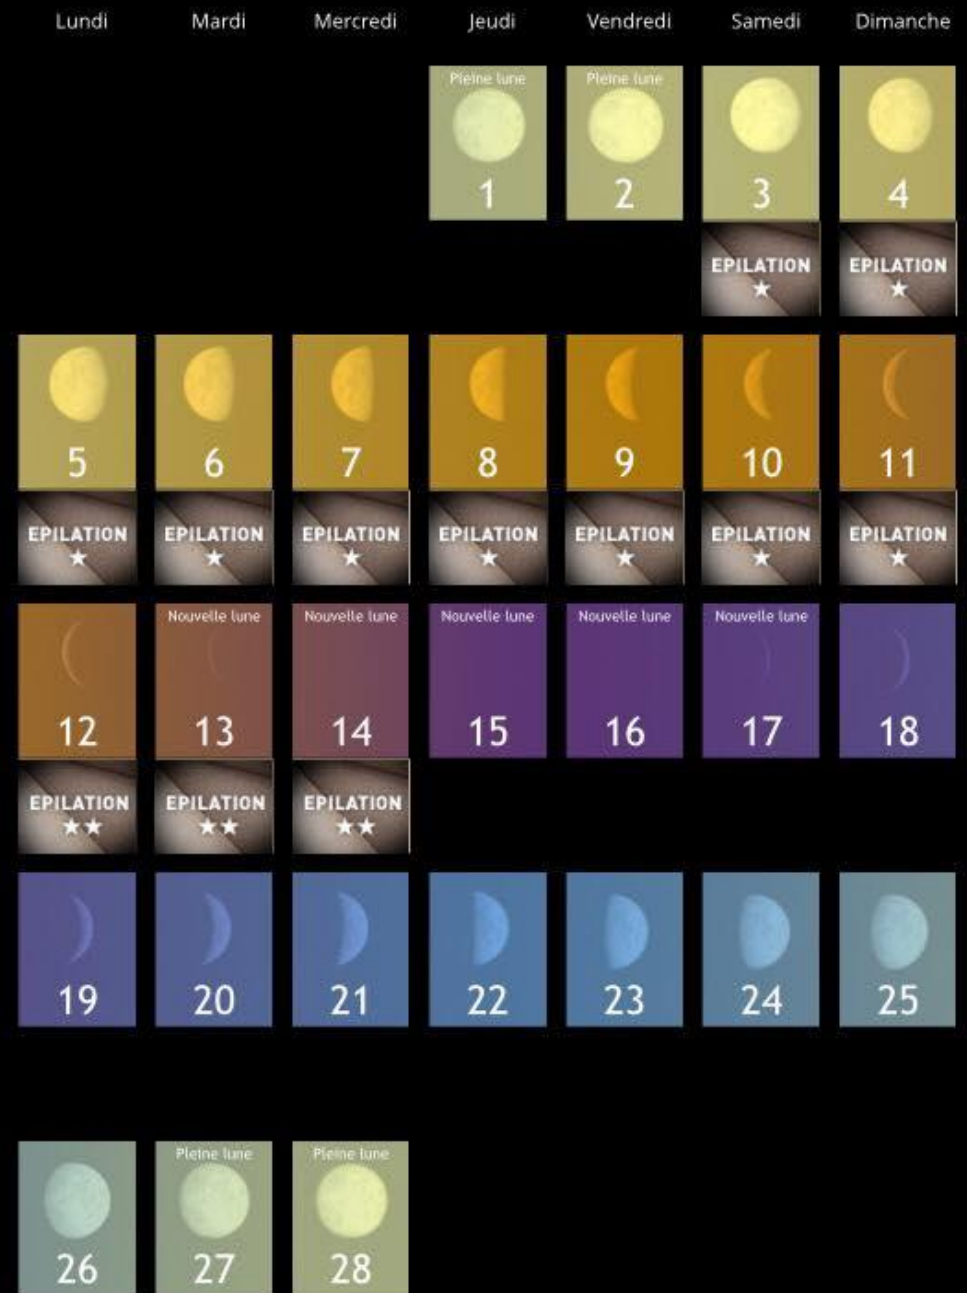 Lundi Mardi Mercredi Jeudi Vendredi Samedi Dimanche
Pleine lune Pleine lune
1 2 3 4
EPILATION EPILATION
★ ★
5 6 7 8 9 10 11
EPILATION EPILATION EPILATION EPILATION EPILATION EPILATION EPILATION
★ ★ ★ ★ ★ ★ ★
Nouvelle lune Nouvelle lune Nouvelle lune Nouvelle lune Nouvelle lune
12 13 14 15 16 17 18
EPILATION EPILATION EPILATION
★★ ★★ ★★
19 20 21 22 23 24 25
Pleine lune Pleine lune
26 27 28